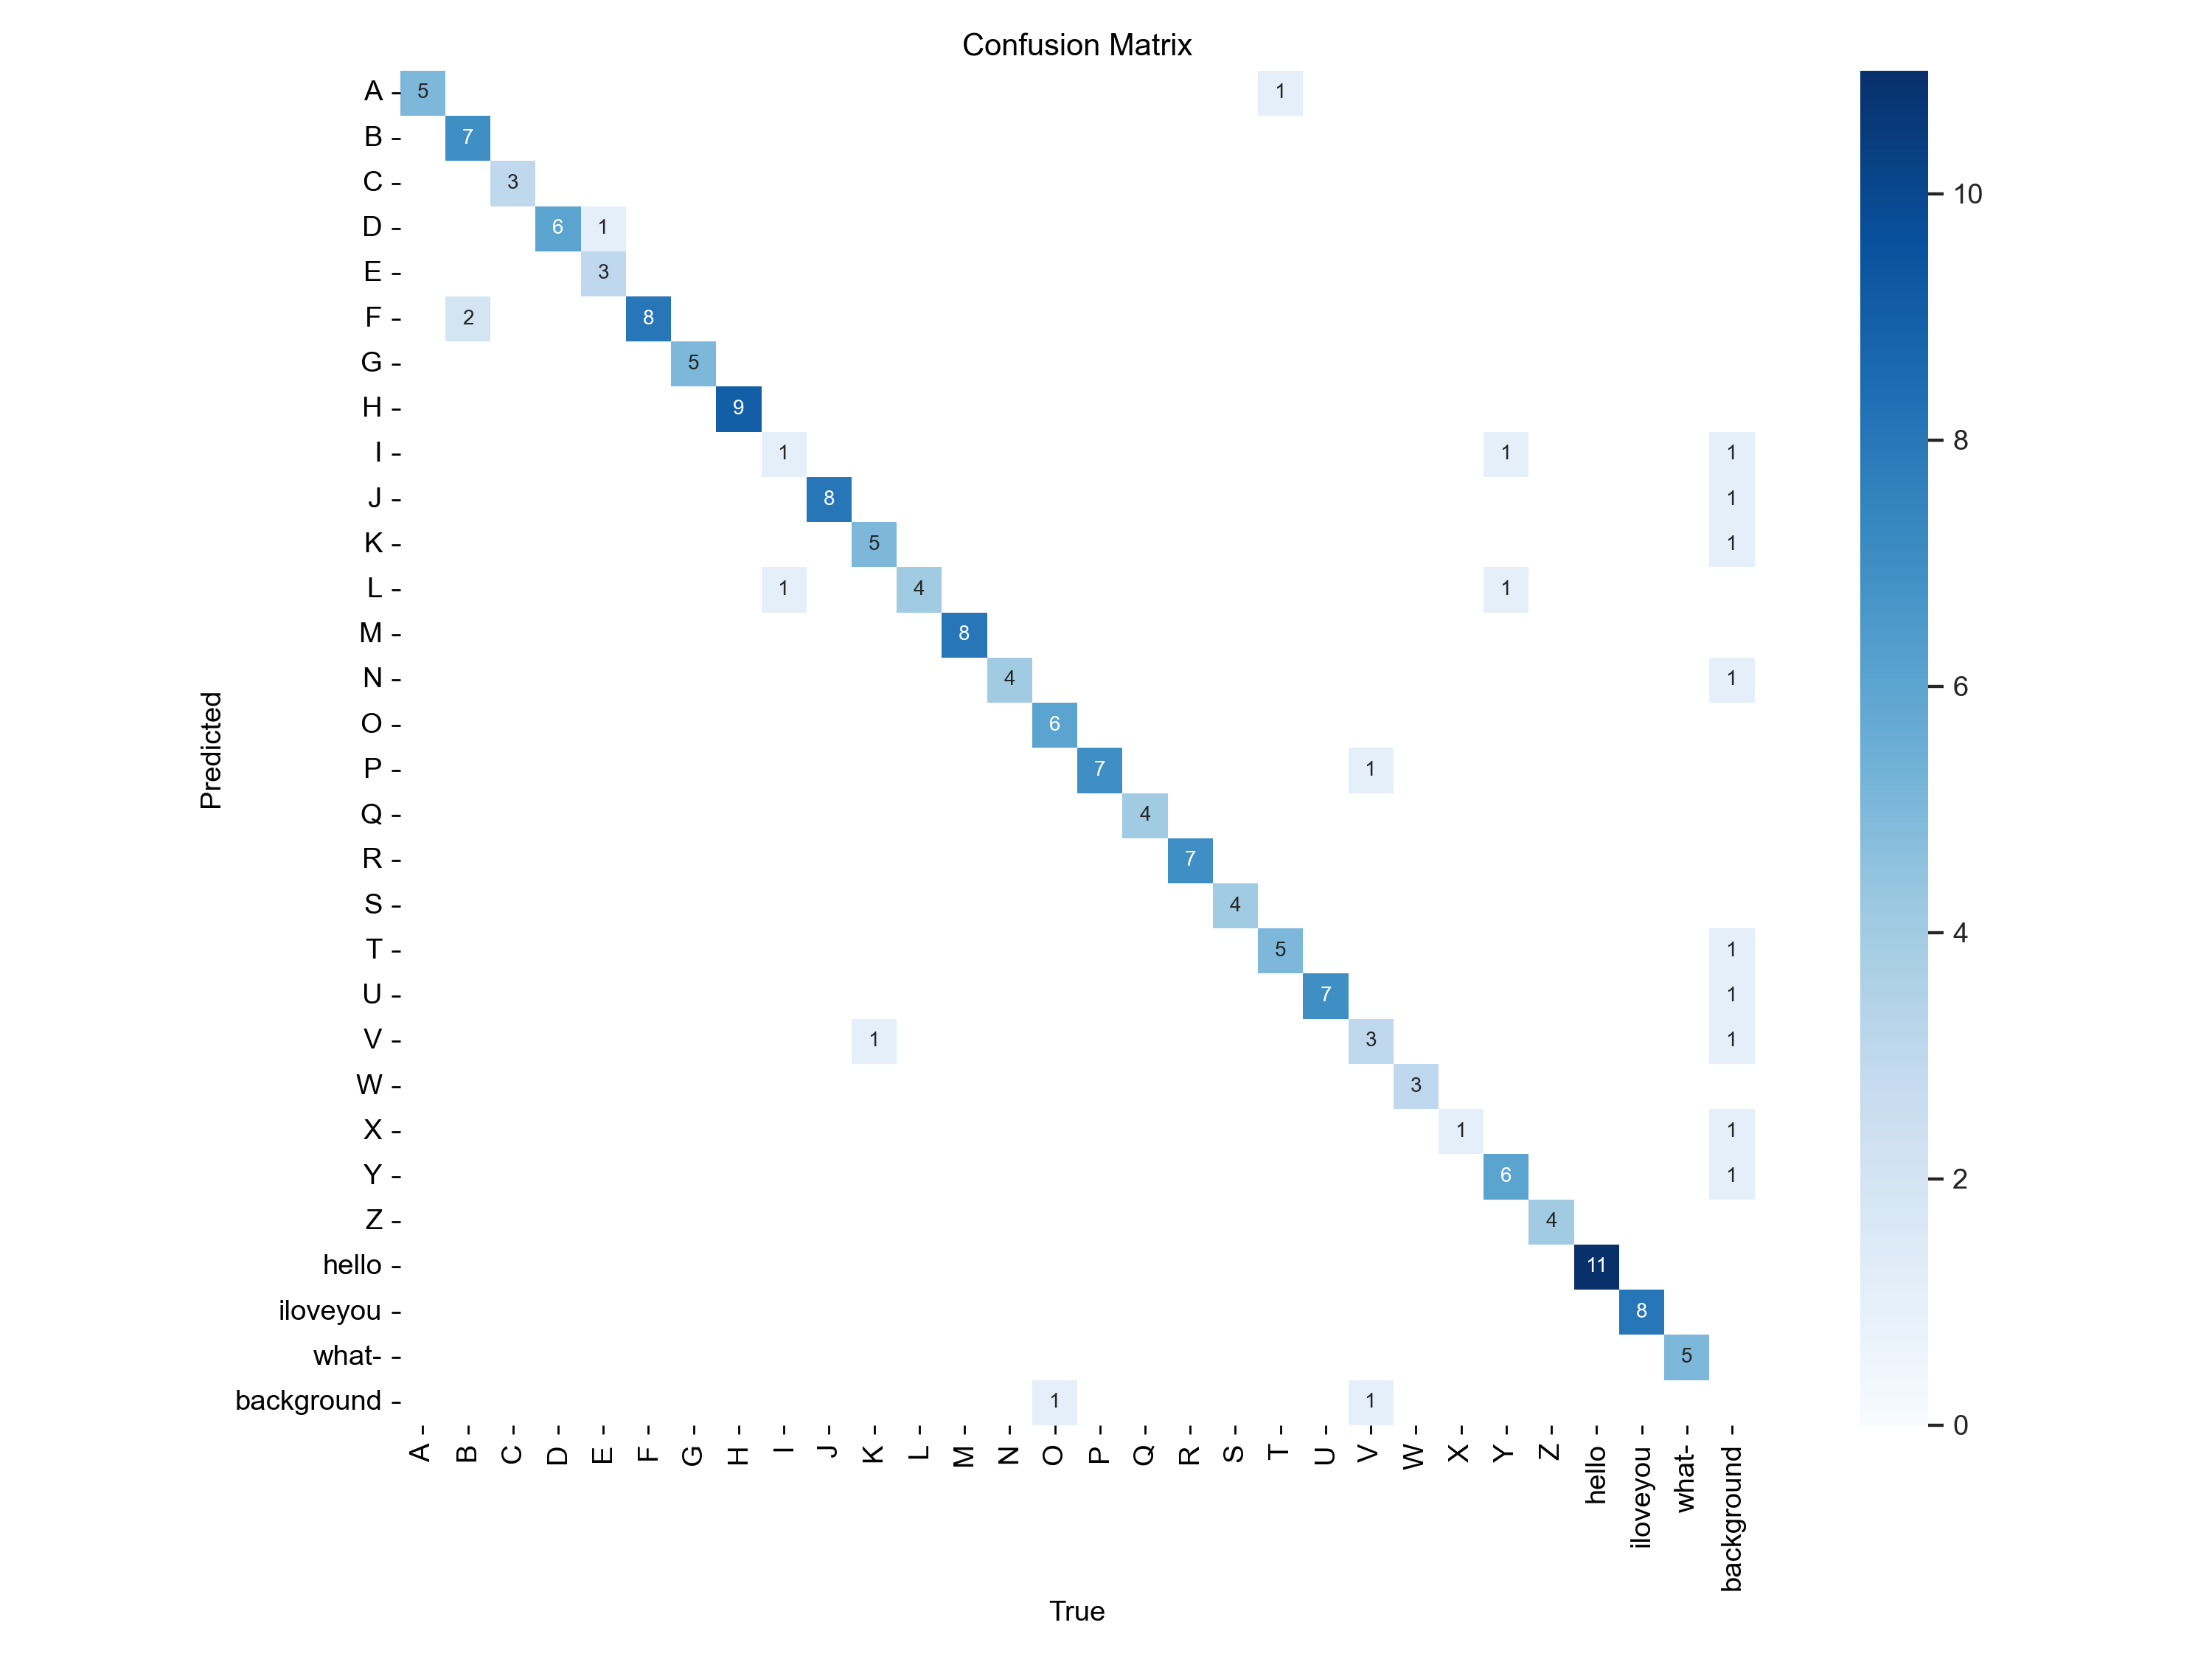 Confusion Matrix
A 5 1
B 7
C 3
D 6 1
E 3
F 2 8
G 5
H 9
I 1 1 1
J 8 1
K 5 1
L 1 4 1
M 8
N 4 1
O 6
P 7 1
Q 4
R 7
S 4
T 5 1
U 7 1
V 1 3 1
W 3
X 1 1
Y 6 1
Z 4
hello 11
iloveyou 8
what- 5
background 1 1
A B C D E F G H I J K L M N O P Q R S T U V W X Y Z hello iloveyou what- background
True
Predicted
10
8
6
4
2
0